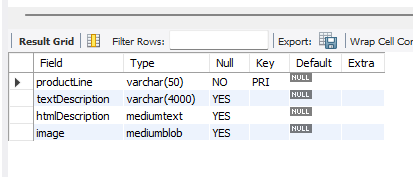 Result Grid Filter Rows: Export: Wrap Cell Con
Field Type Null Key Default Extra
productLine varchar(50) NO PRI NULL
textDescription varchar(4000) YES NULL
htmlDescription mediumtext YES NULL
image mediumblob YES NULL